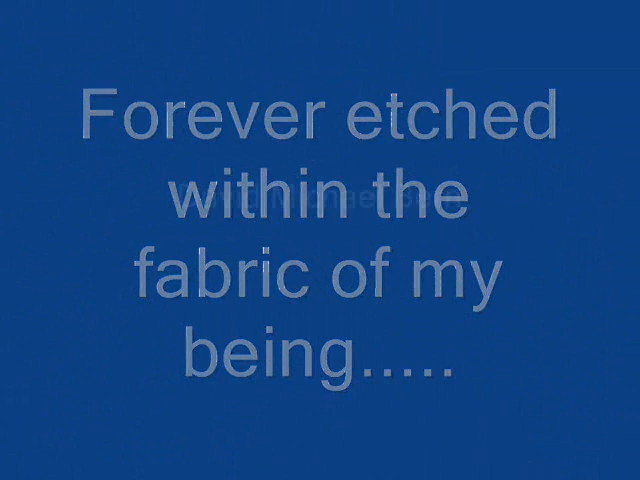 Forever etched
within the
fabric of my
being.....